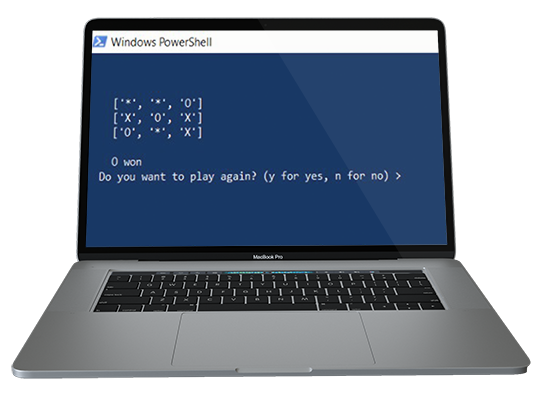 Windows PowerShell
['*', '*', 'O']
['X', 'O', 'X']
['O', '*', 'X']
O won
Do you want to play again? (y for yes, n for no) >
MacBook Pro